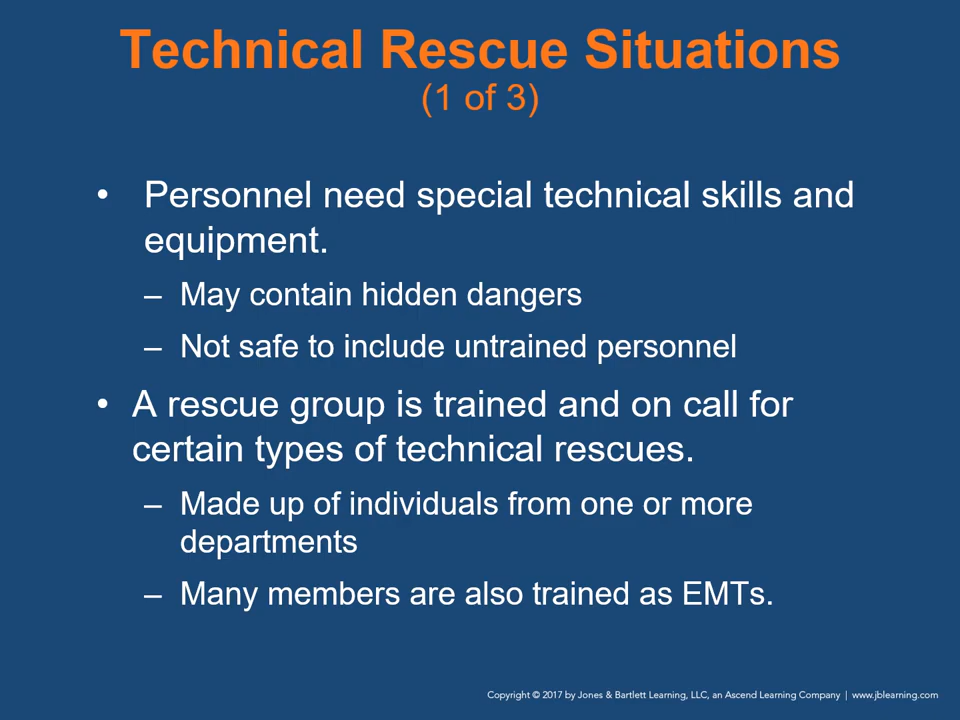 Technical Rescue Situations
(1 of 3)
• Personnel need special technical skills and
equipment.
– May contain hidden dangers
– Not safe to include untrained personnel
• A rescue group is trained and on call for
certain types of technical rescues.
– Made up of individuals from one or more
departments
– Many members are also trained as EMTs.
Copyright © 2017 by Jones & Bartlett Learning, LLC, an Ascend Learning Company | www.jblearning.com